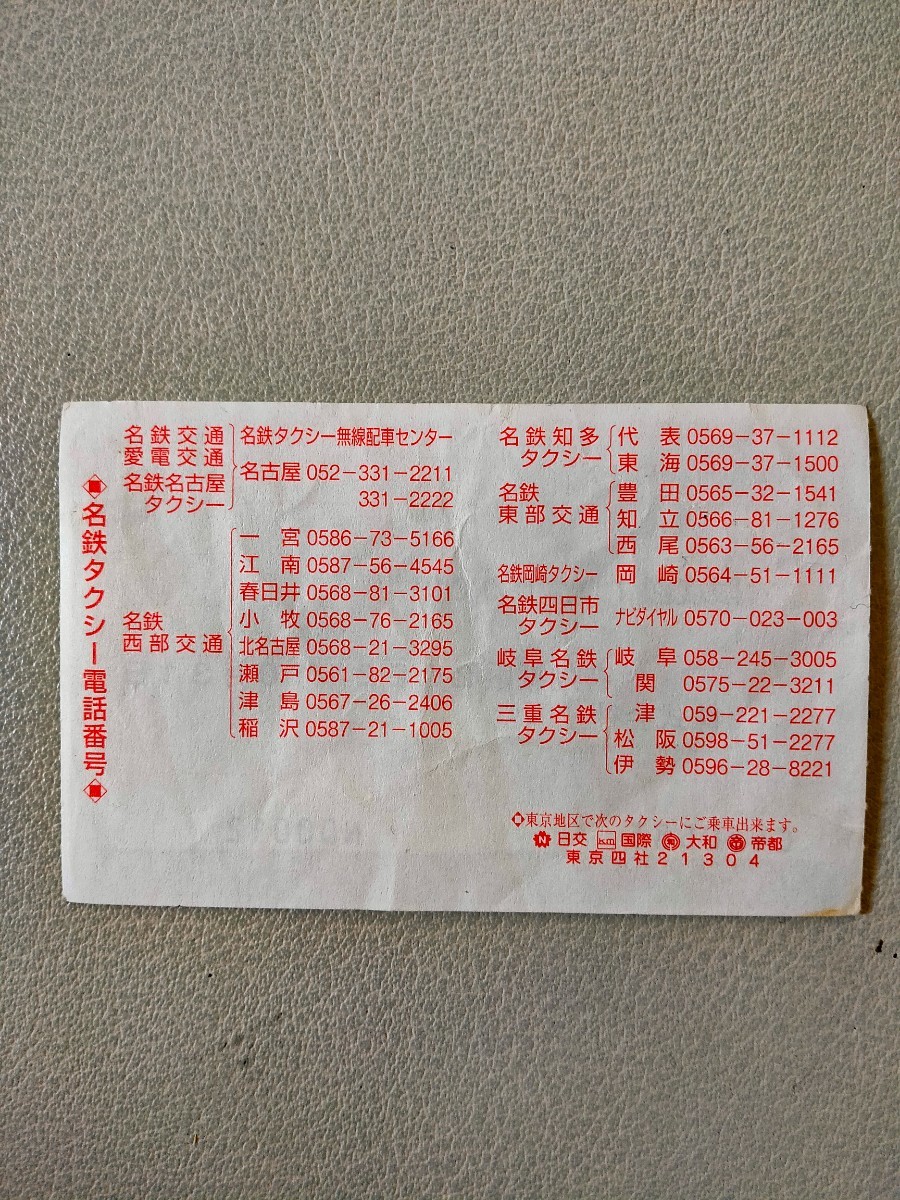 ◈名鉄タクシー電話番号◈
名鉄交通
愛電交通
名鉄名古屋
タクシー
名鉄タクシー無線配車センター
名古屋 052-331-2211
331-2222
名鉄
西部交通
一宮 0586-73-5166
江南 0587-56-4545
春日井 0568-81-3101
小牧 0568-76-2165
北名古屋 0568-21-3295
瀬戸 0561-82-2175
津島 0567-26-2406
稲沢 0587-21-1005
名鉄知多
タクシー
代表 0569-37-1112
東海 0569-37-1500
名鉄
東部交通
豊田 0565-32-1541
知立 0566-81-1276
西尾 0563-56-2165
名鉄岡崎タクシー 岡崎 0564-51-1111
名鉄四日市
タクシー
ナビダイヤル 0570-023-003
岐阜名鉄
タクシー
岐阜 058-245-3005
関 0575-22-3211
三重名鉄
タクシー
津 059-221-2277
松阪 0598-51-2277
伊勢 0596-28-8221
◈東京地区で次のタクシーにご乗車出来ます。
N 日交 km 国際 大和 帝 帝都
東京四社21304